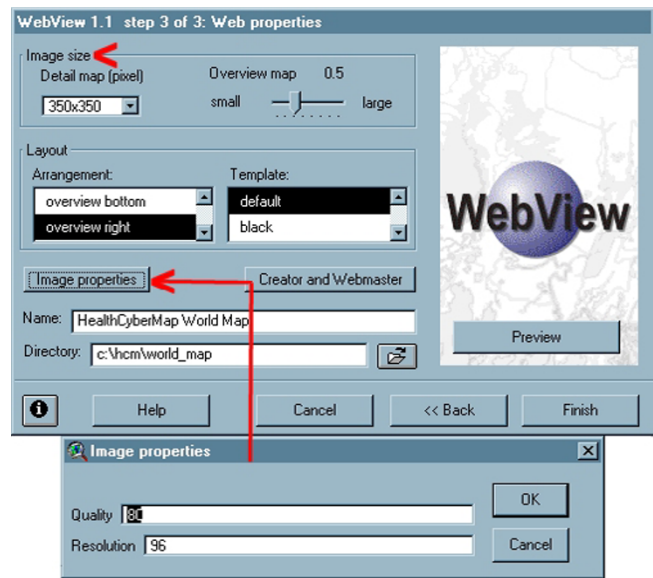 WebView 1.1 step 3 of 3: Web properties
Image size
Detail map (pixel)
Overview map 0.5
350x350
small
large
Layout
Arrangement:
Template:
overview bottom
overview right
default
black
WebView
Image properties
Creator and Webmaster
Name: HealthCyberMap World Map
Directory: c:\hcm\world_map
Preview
Help
Cancel
<< Back
Finish
Image properties
Quality 80
OK
Resolution 96
Cancel